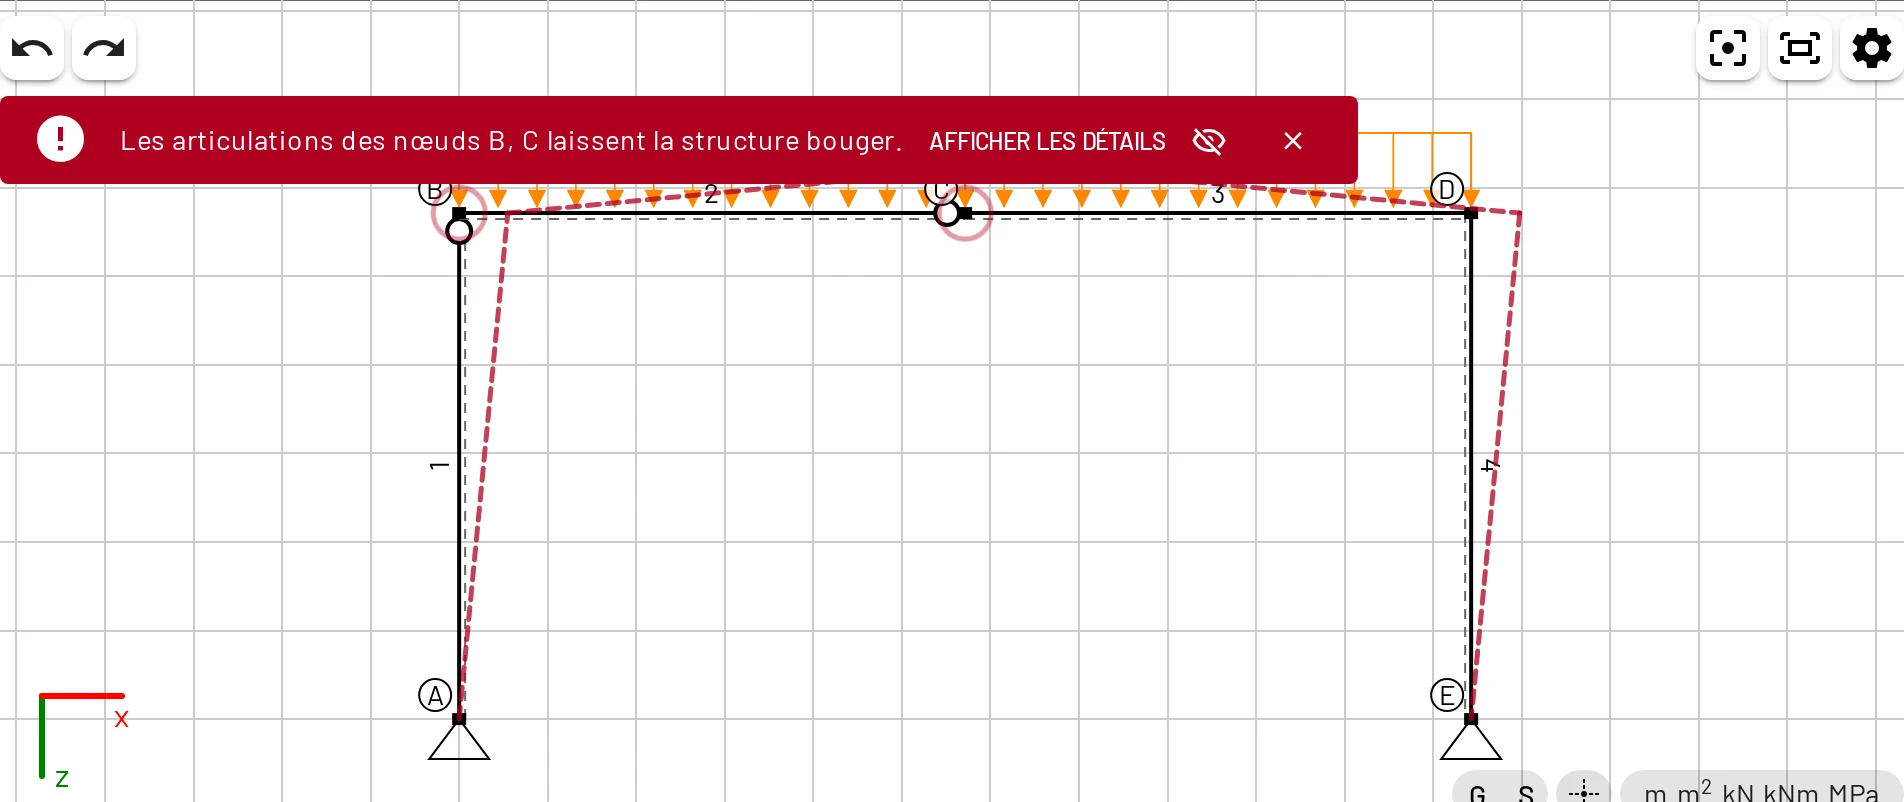 Les articulations des nœuds B, C laissent la structure bouger. AFFICHER LES DÉTAILS
B
2
C
3
D
1
4
A
E
x
z
G S m m² kN kNm MPa